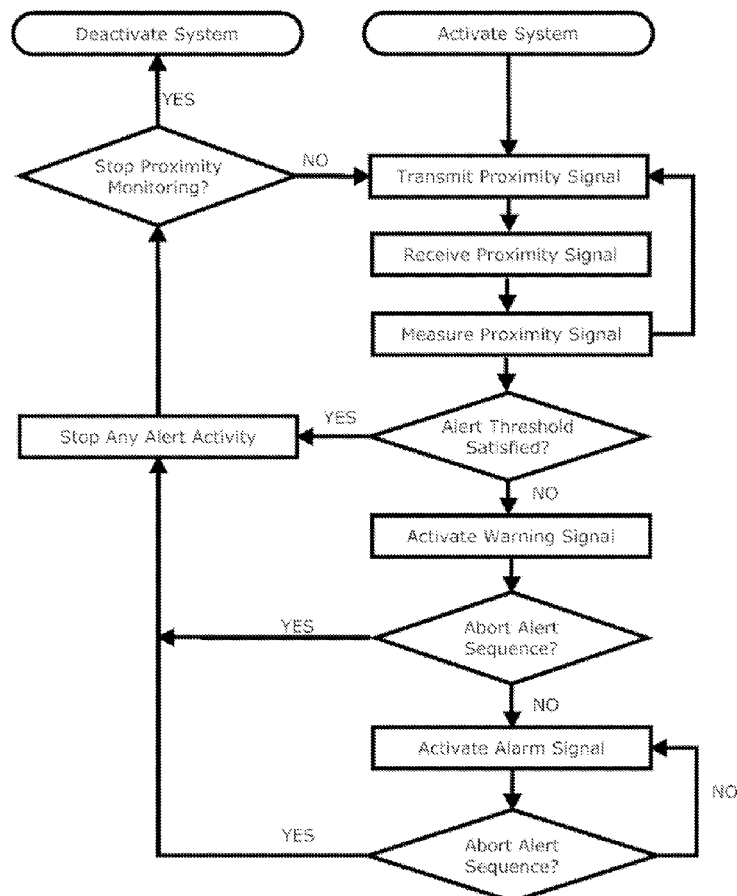 Deactivate System
Activate System
YES
Stop Proximity
Monitoring?
NO
Transmit Proximity Signal
Receive Proximity Signal
Measure Proximity Signal
Alert Threshold
Satisfied?
YES
Stop Any Alert Activity
NO
Activate Warning Signal
Abort Alert
Sequence?
YES
NO
Activate Alarm Signal
NO
YES
Abort Alert
Sequence?